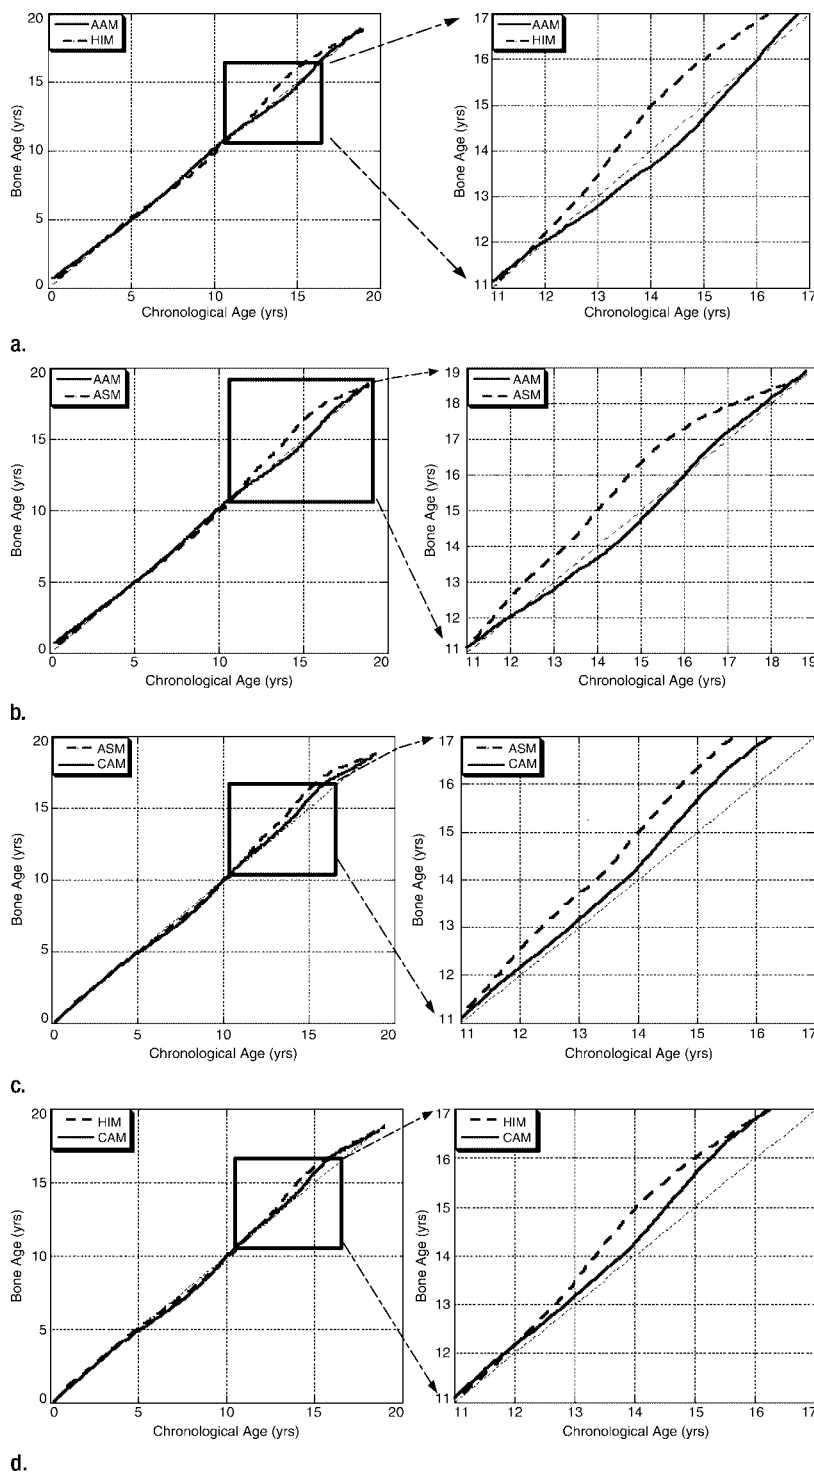 20
15
10
5
0
AAM
HIM
Bone Age (yrs)
0 5 10 15 20
Chronological Age (yrs)
17
16
15
14
13
12
11
AAM
HIM
Bone Age (yrs)
11 12 13 14 15 16 17
Chronological Age (yrs)
a.
20
15
10
5
0
AAM
ASM
Bone Age (yrs)
0 5 10 15 20
Chronological Age (yrs)
19
18
17
16
15
14
13
12
11
AAM
ASM
Bone Age (yrs)
11 12 13 14 15 16 17 18 19
Chronological Age (yrs)
b.
20
15
10
5
0
ASM
CAM
Bone Age (yrs)
0 5 10 15 20
Chronological Age (yrs)
17
16
15
14
13
12
11
ASM
CAM
Bone Age (yrs)
11 12 13 14 15 16 17
Chronological Age (yrs)
c.
20
15
10
5
0
HIM
CAM
Bone Age (yrs)
0 5 10 15 20
Chronological Age (yrs)
17
16
15
14
13
12
11
HIM
CAM
Bone Age (yrs)
11 12 13 14 15 16 17
Chronological Age (yrs)
d.